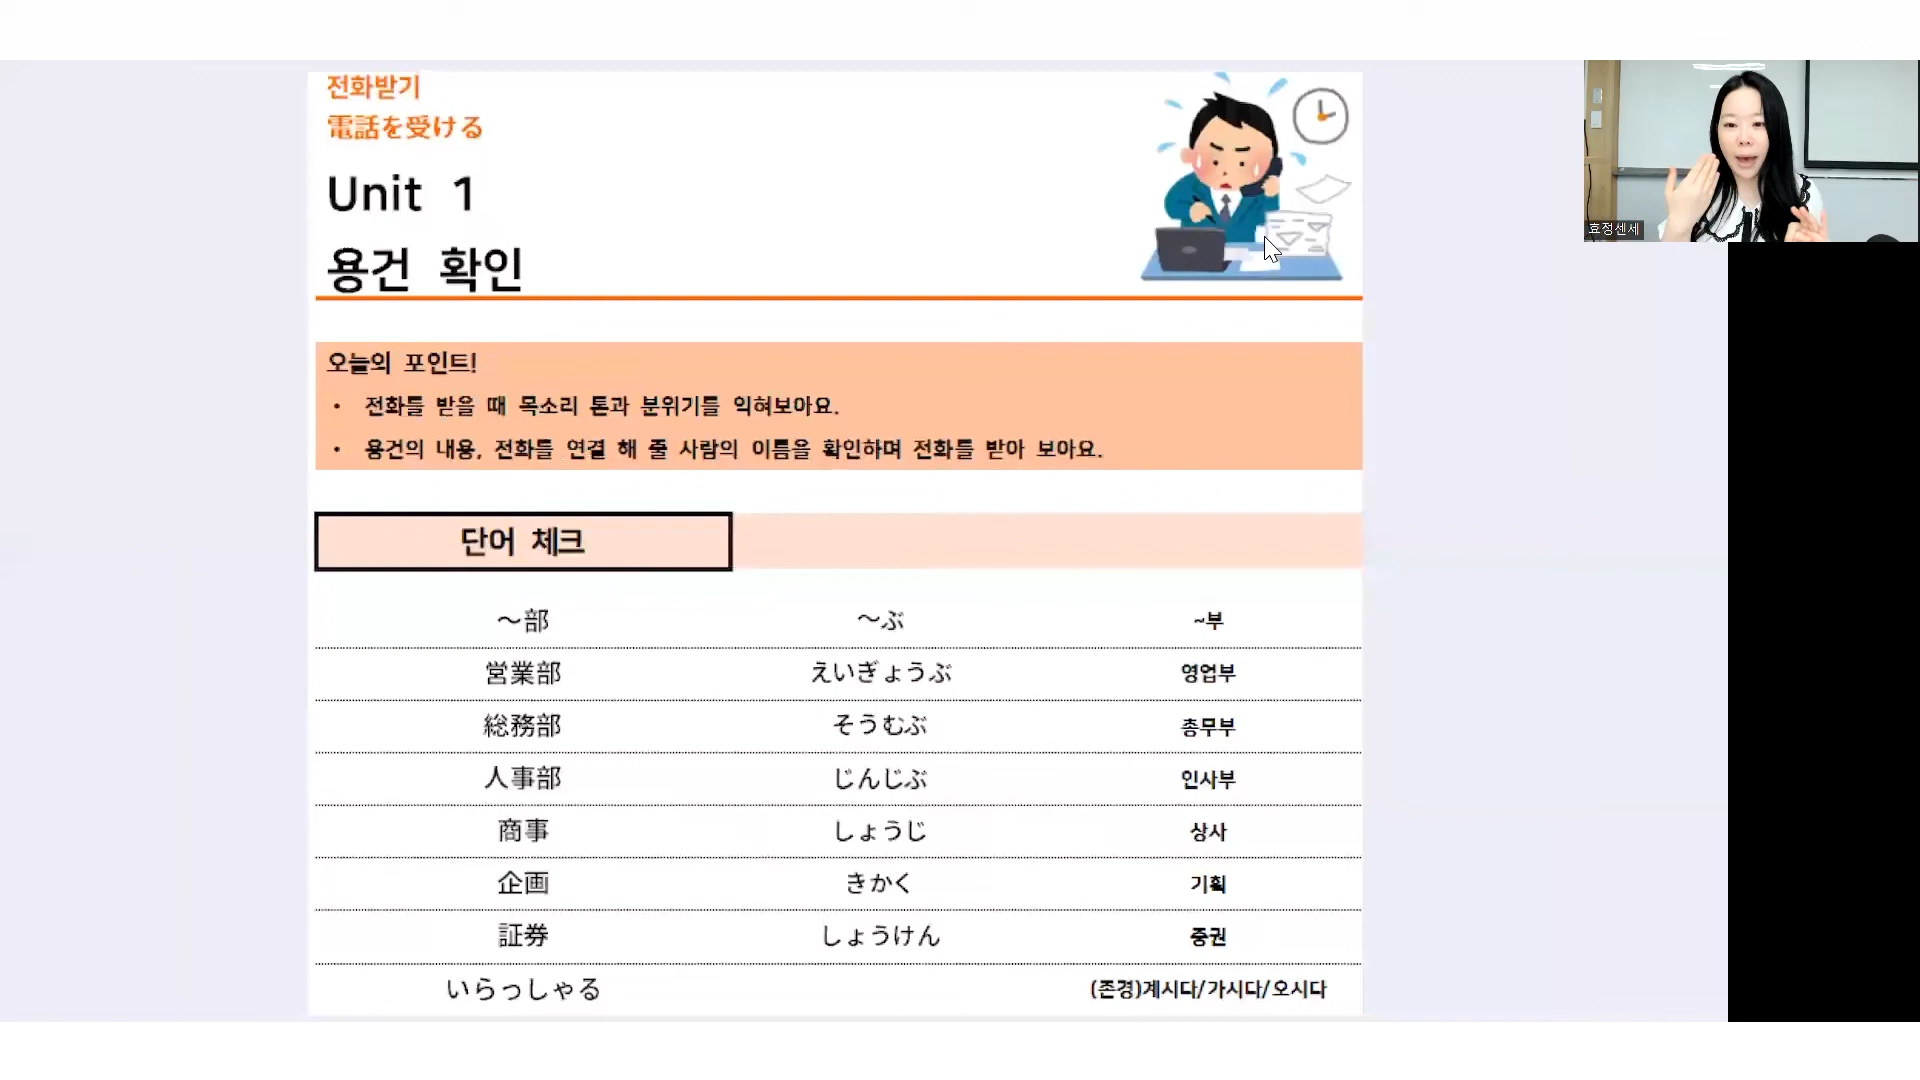 전화받기
電話を受ける
Unit 1
용건 확인
오늘의 포인트!
• 전화를 받을 때 목소리 톤과 분위기를 익혀보아요.
• 용건의 내용, 전화를 연결 해 줄 사람의 이름을 확인하며 전화를 받아 보아요.
단어 체크
～部 ～ぶ ~부
営業部 えいぎょうぶ 영업부
総務部 そうむぶ 총무부
人事部 じんじぶ 인사부
商事 しょうじ 상사
企画 きかく 기획
証券 しょうけん 증권
いらっしゃる (존경)계시다/가시다/오시다
효정센세